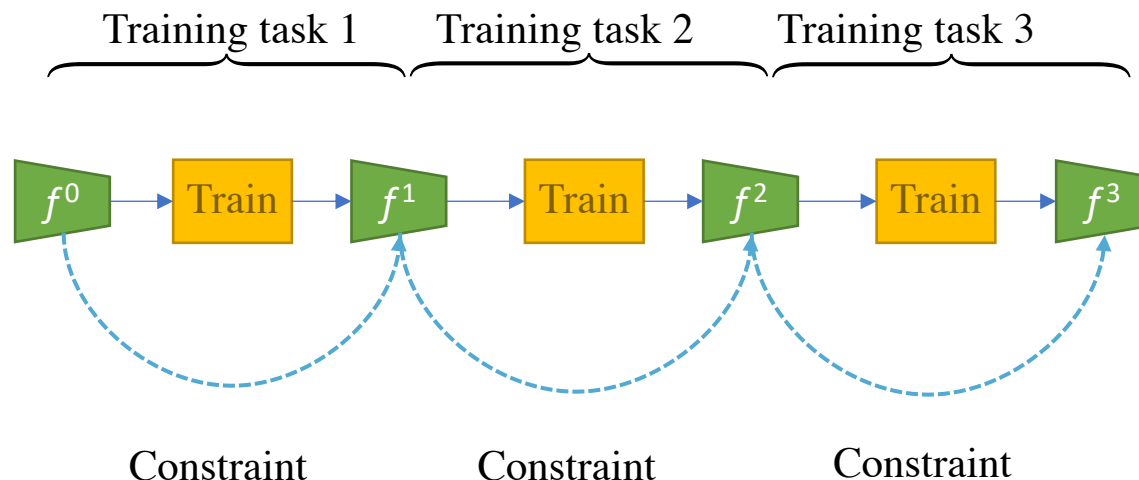 Training task 1 Training task 2 Training task 3
f⁰ Train f¹ Train f² Train f³
Constraint Constraint Constraint